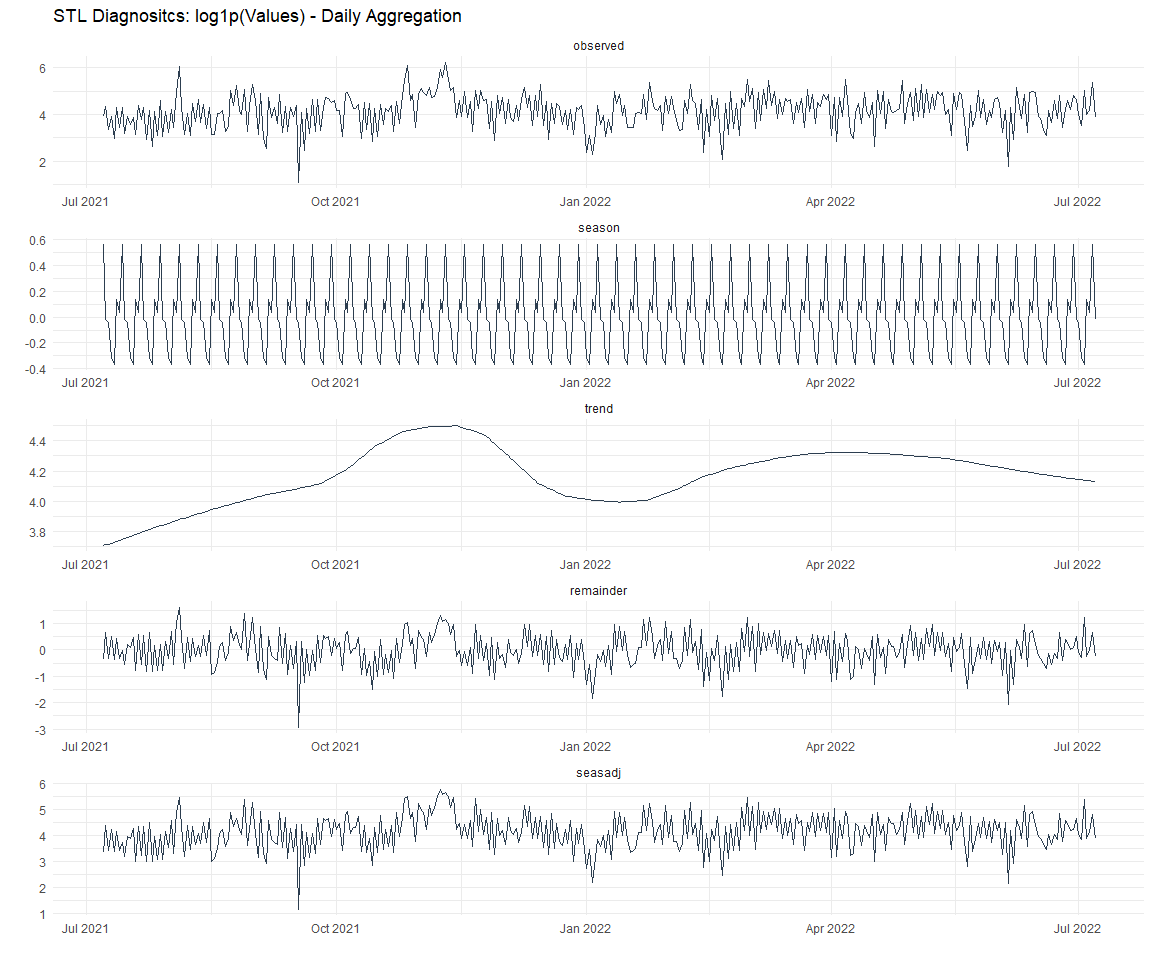 STL Diagnositcs: log1p(Values) - Daily Aggregation
observed
6
4
2
Jul 2021 Oct 2021 Jan 2022 Apr 2022 Jul 2022
season
0.6
0.4
0.2
0.0
-0.2
-0.4
Jul 2021 Oct 2021 Jan 2022 Apr 2022 Jul 2022
trend
4.4
4.2
4.0
3.8
Jul 2021 Oct 2021 Jan 2022 Apr 2022 Jul 2022
remainder
1
0
-1
-2
-3
Jul 2021 Oct 2021 Jan 2022 Apr 2022 Jul 2022
seasadj
6
5
4
3
2
1
Jul 2021 Oct 2021 Jan 2022 Apr 2022 Jul 2022